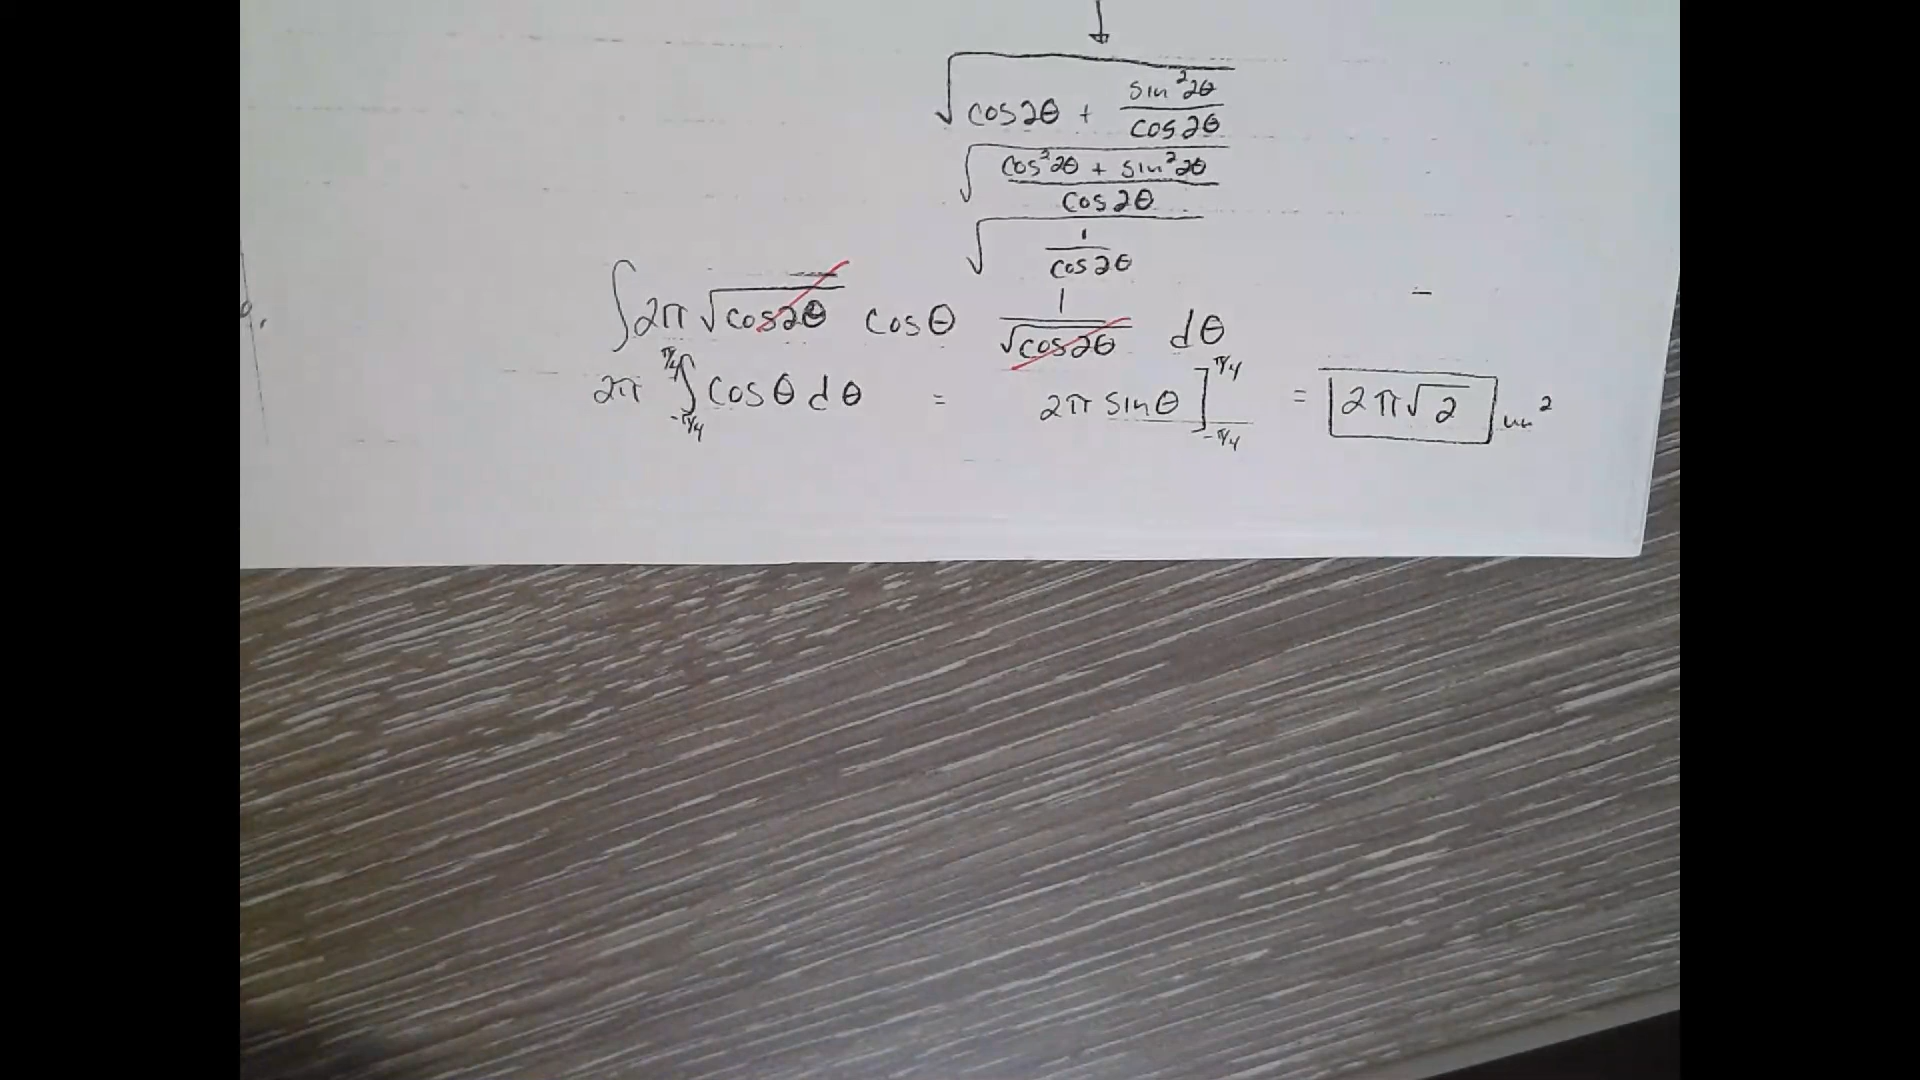 √(cos2θ + sin²2θ/cos2θ)
√((cos²2θ + sin²2θ)/cos2θ)
√(1/cos2θ)
∫2π √cos2θ cosθ 1/√cos2θ dθ
2π ∫_{-π/4}^{π/4} cosθ dθ = 2π sinθ]_{-π/4}^{π/4} = 2π√2 un²